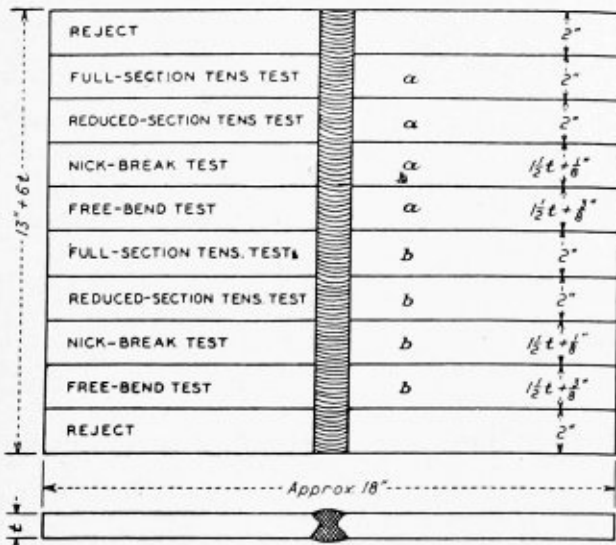 REJECT 2"
FULL-SECTION TENS TEST a 2"
REDUCED-SECTION TENS TEST a 2"
NICK-BREAK TEST a 1½t + ⅛"
FREE-BEND TEST a 1½t + ⅜"
FULL-SECTION TENS. TEST b 2"
REDUCED-SECTION TENS. TEST b 2"
NICK-BREAK TEST b 1½t + ⅛"
FREE-BEND TEST b 1½t + ⅜"
REJECT 2"
13" + 6t
Approx. 18"
t